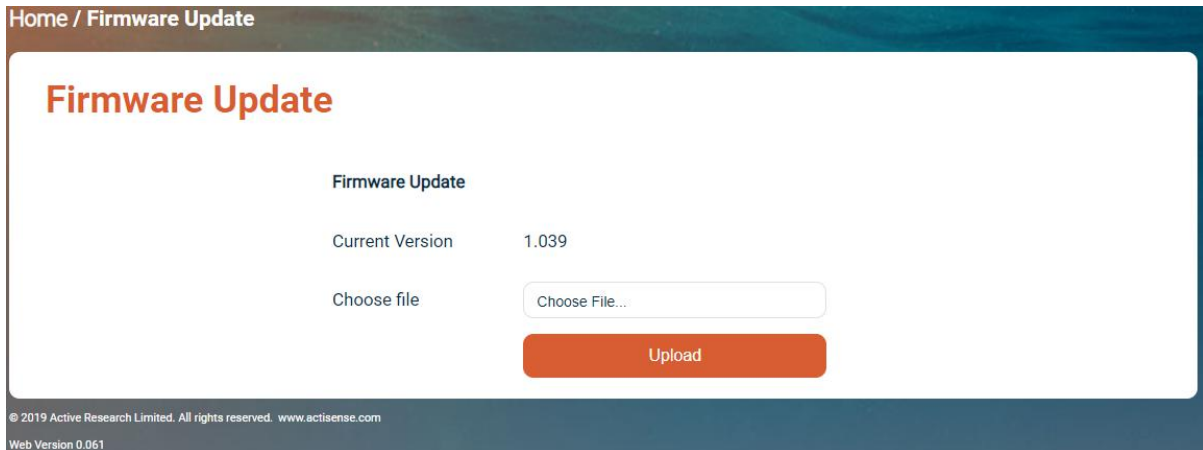 Home / Firmware Update
Firmware Update
Firmware Update
Current Version 1.039
Choose file Choose File...
Upload
© 2019 Active Research Limited. All rights reserved. www.actisense.com
Web Version 0.061